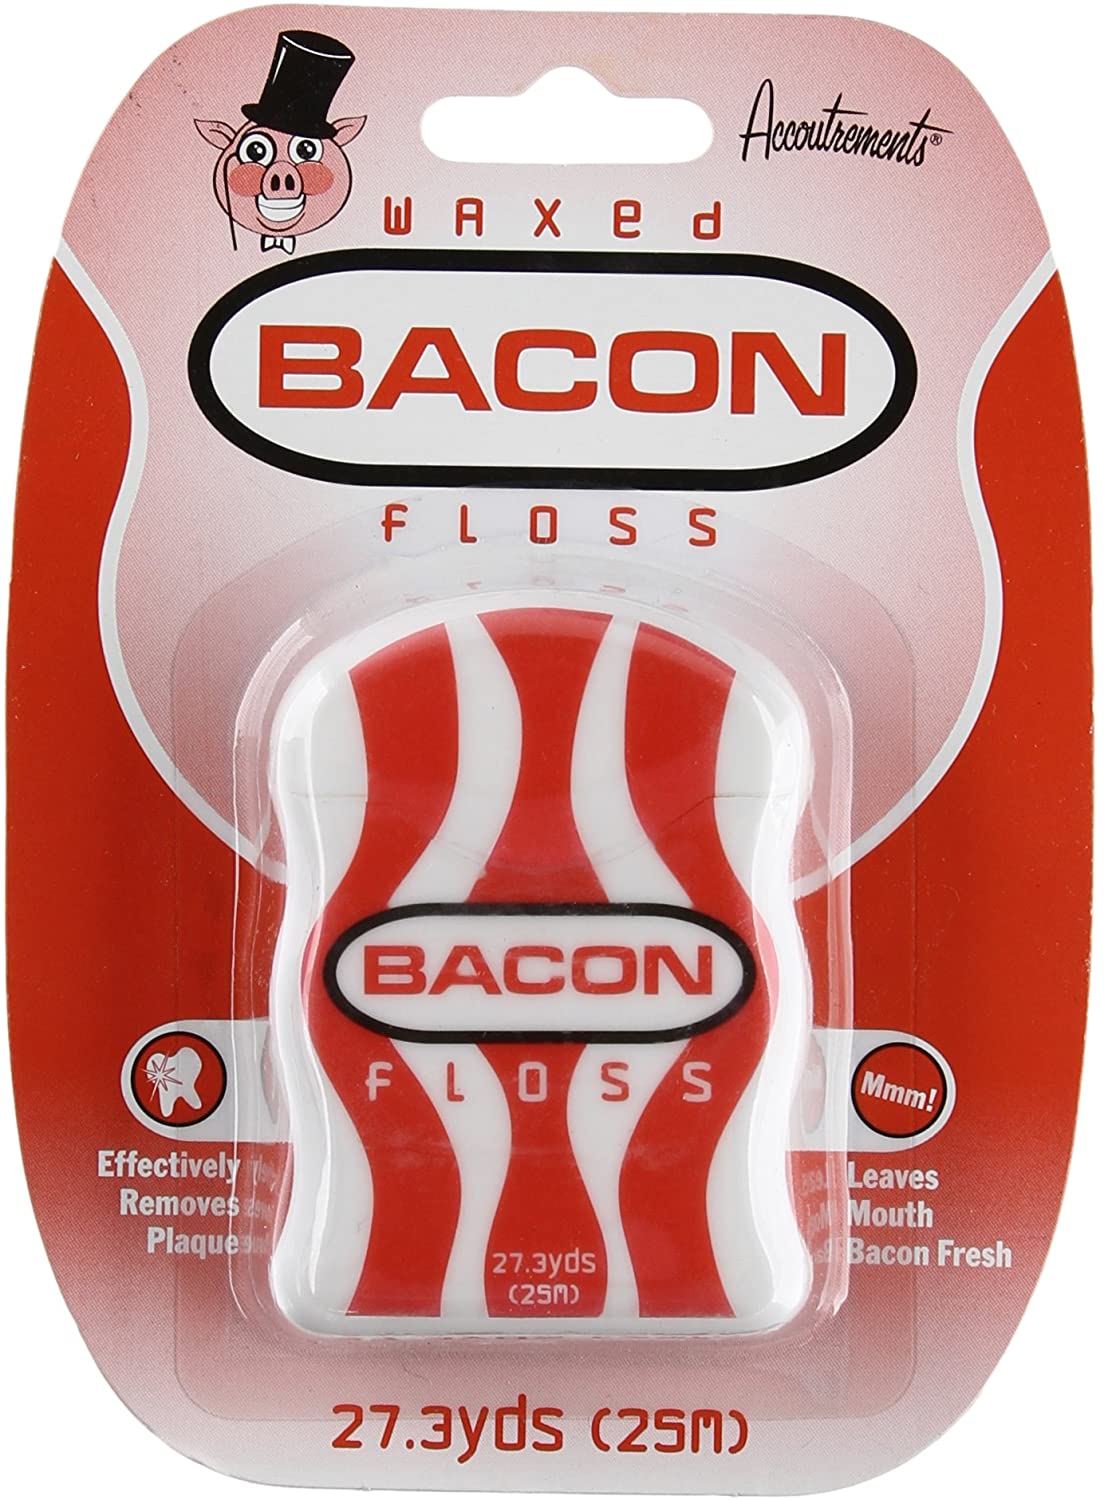 Accoutrements®
waxed
BACON
FLOSS
BACON
FLOSS
27.3yds
(25M)
Effectively
Removes
Plaque
Mmm!
Leaves
Mouth
Bacon Fresh
27.3yds (25M)